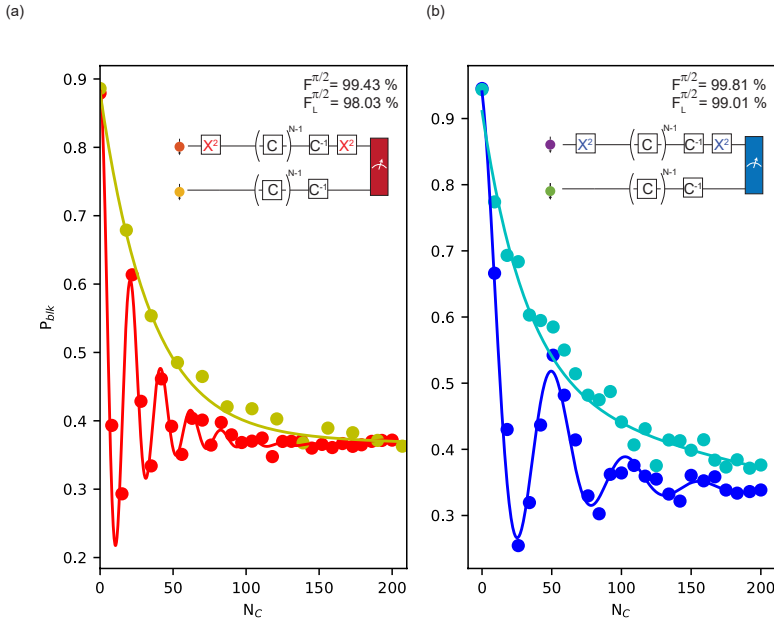 (a)
(b)
F^π/2 = 99.43 %
F_L^π/2 = 98.03 %
X² ( C )^N-1 C⁻¹ X²
( C )^N-1 C⁻¹
P_blk
0.9
0.8
0.7
0.6
0.5
0.4
0.3
0.2
0 50 100 150 200
N_C
F^π/2 = 99.81 %
F_L^π/2 = 99.01 %
X² ( C )^N-1 C⁻¹ X²
( C )^N-1 C⁻¹
0.9
0.8
0.7
0.6
0.5
0.4
0.3
0 50 100 150 200
N_C